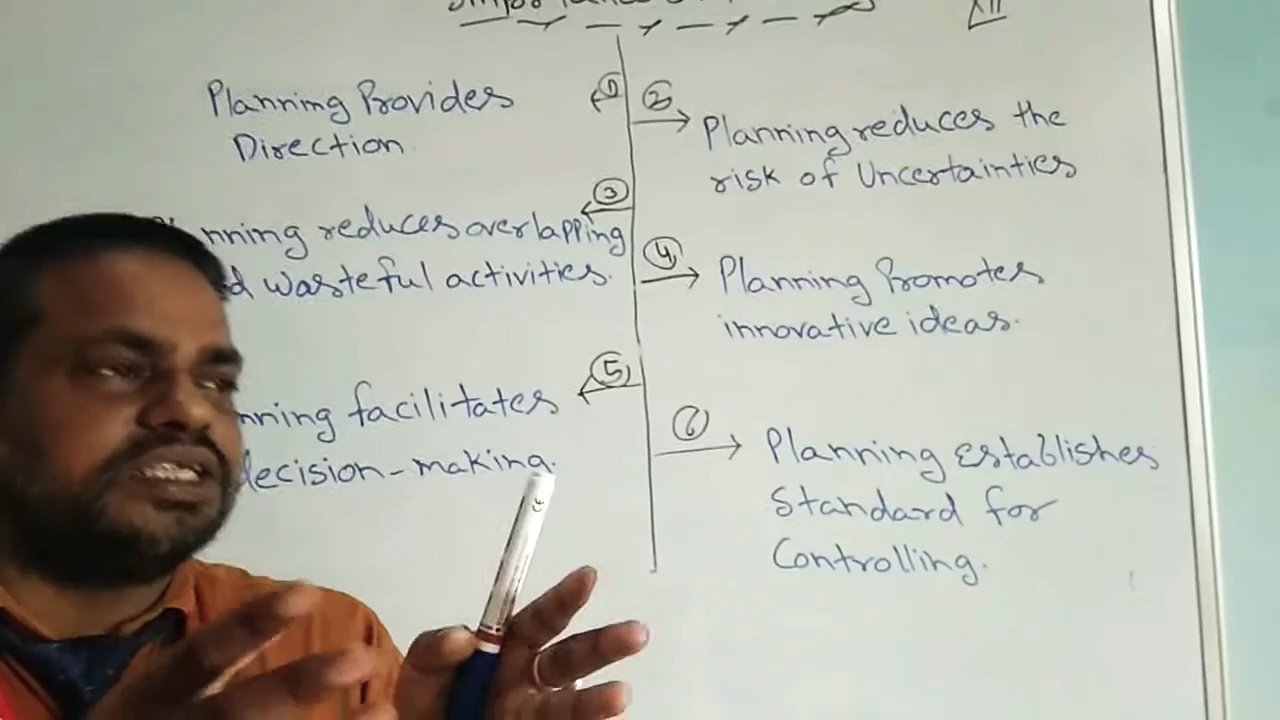 XII
Planning Provides
Direction
①
②
Planning reduces the
risk of Uncertainties
③
nning reduces overlapping
d wasteful activities.
④
Planning Promotes
innovative ideas.
⑤
nning facilitates
decision-making.
⑥
Planning Establishes
Standard for
Controlling.
CE